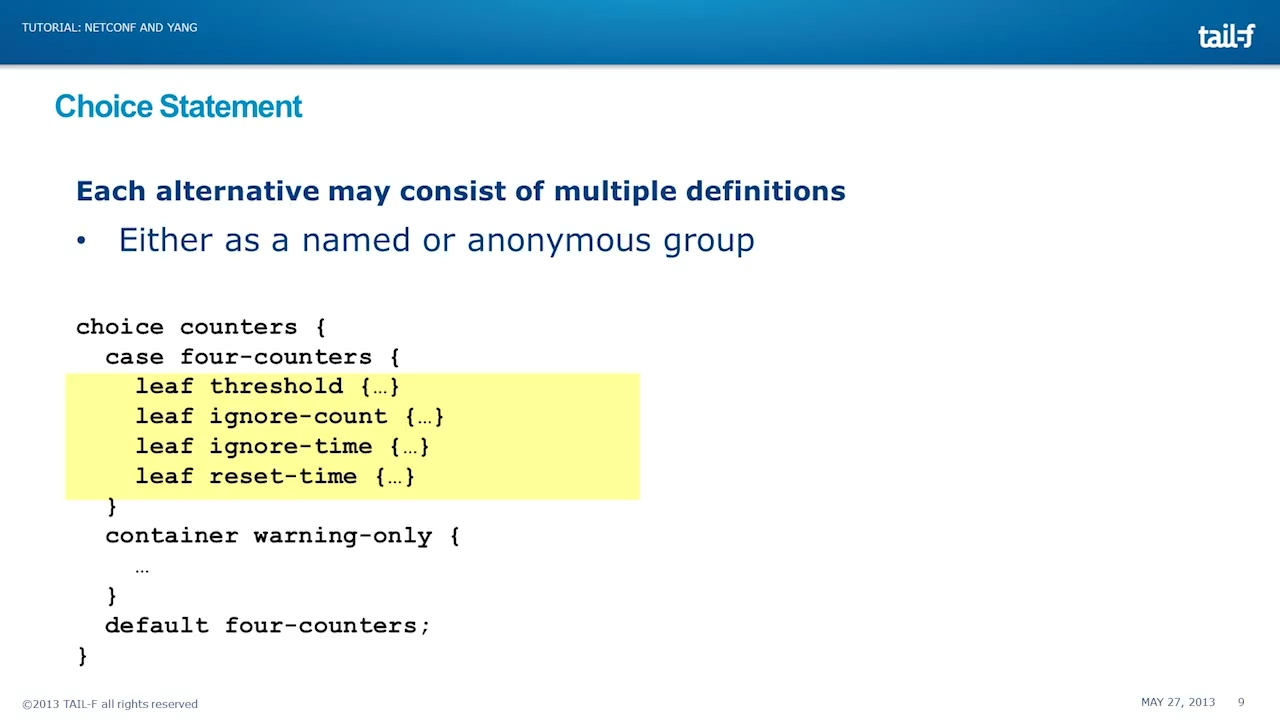 TUTORIAL: NETCONF AND YANG
tail-f
Choice Statement
Each alternative may consist of multiple definitions
• Either as a named or anonymous group
choice counters {
  case four-counters {
    leaf threshold {…}
    leaf ignore-count {…}
    leaf ignore-time {…}
    leaf reset-time {…}
  }
  container warning-only {
    …
  }
  default four-counters;
}
©2013 TAIL-F all rights reserved
MAY 27, 2013 9